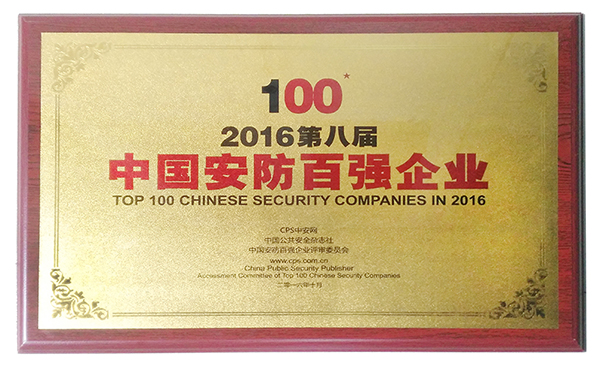 100*
2016第八届
中国安防百强企业
TOP 100 CHINESE SECURITY COMPANIES IN 2016
CPS中安网
中国公共安全杂志社
中国安防百强企业评审委员会
www.cps.com.cn
China Public Security Publisher
Accessment Committee of Top 100 Chinese Security Companies
二零一六年十月